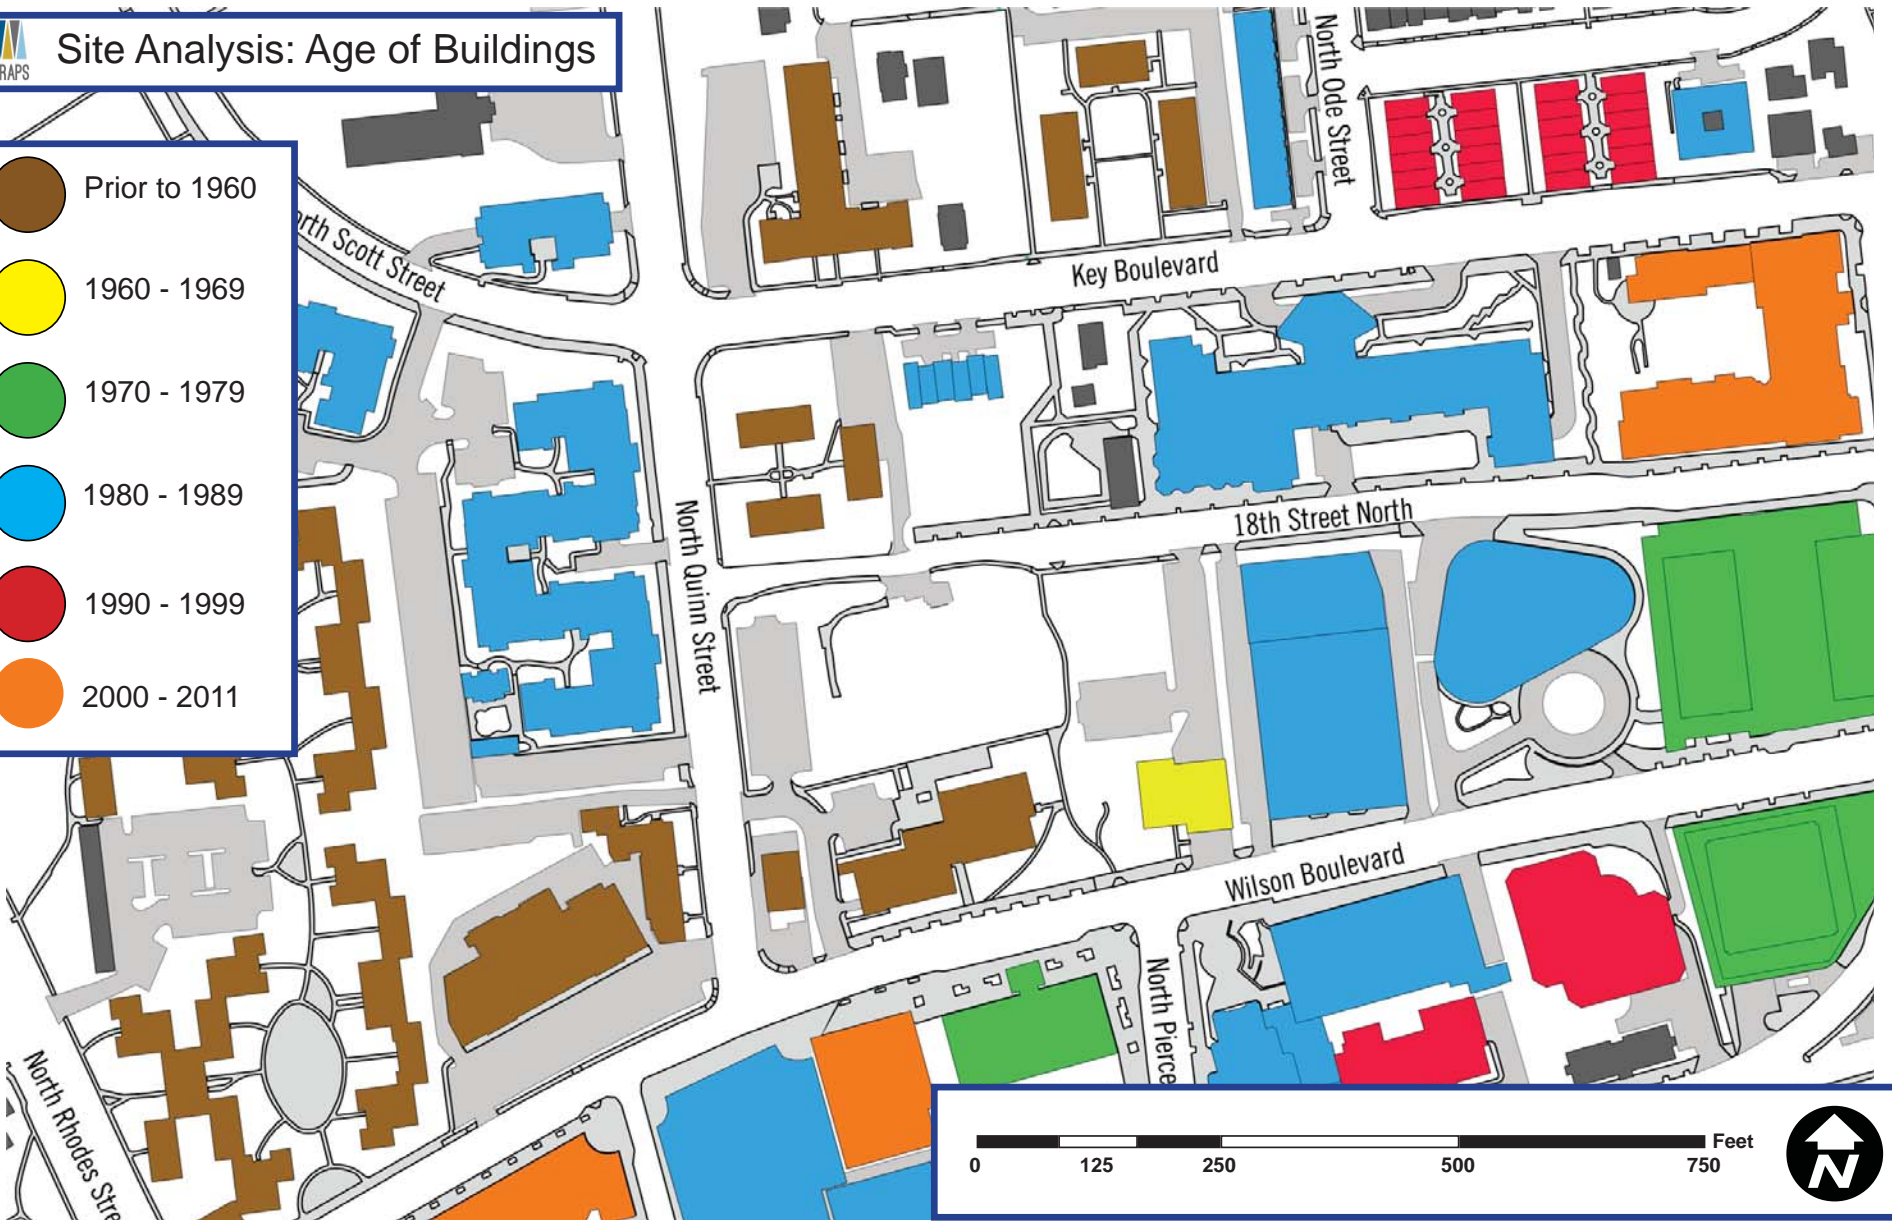 RAPS
Site Analysis: Age of Buildings
Prior to 1960
1960 - 1969
1970 - 1979
1980 - 1989
1990 - 1999
2000 - 2011
North Ode Street
orth Scott Street
Key Boulevard
18th Street North
North Quinn Street
Wilson Boulevard
North Pierce
North Rhodes Stre
Feet
0 125 250 500 750
N